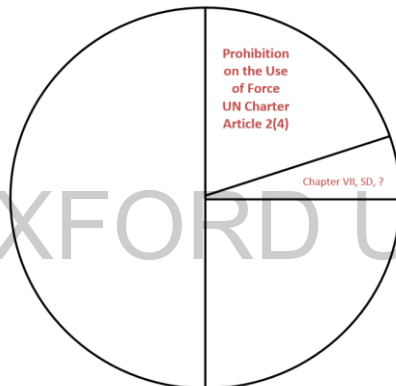 Prohibition
on the Use
of Force
UN Charter
Article 2(4)
Chapter VII, SD, ?
XFORD U